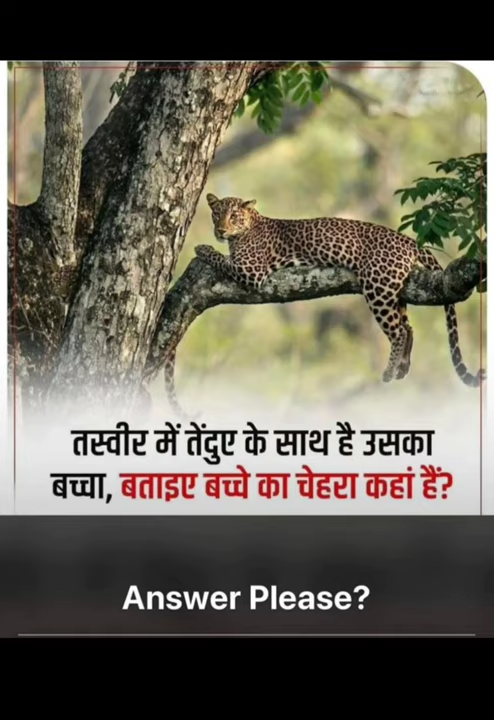 तस्वीर में तेंदुए के साथ है उसका
बच्चा, बताइए बच्चे का चेहरा कहां हैं?
Answer Please?